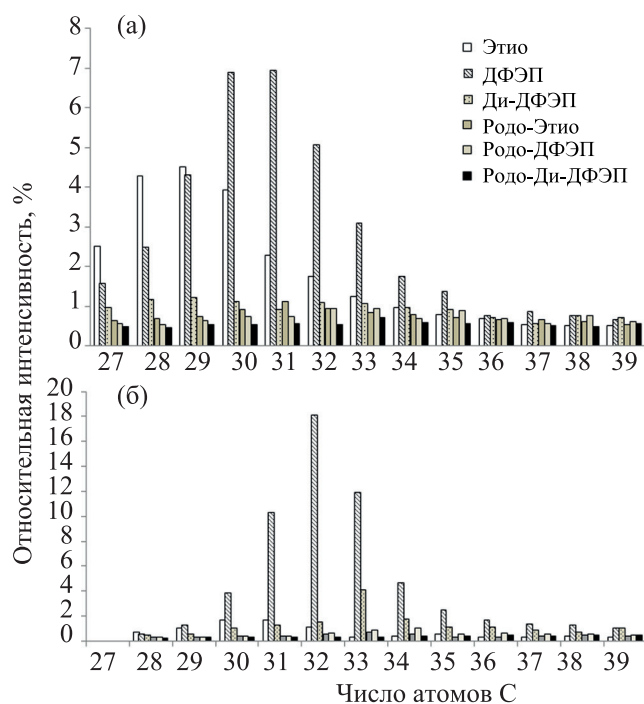 (а)
Этио
ДФЭП
Ди-ДФЭП
Родо-Этио
Родо-ДФЭП
Родо-Ди-ДФЭП
8
7
6
5
4
3
2
1
0
27 28 29 30 31 32 33 34 35 36 37 38 39
Относительная интенсивность, %
(б)
20
18
16
14
12
10
8
6
4
2
0
27 28 29 30 31 32 33 34 35 36 37 38 39
Число атомов С